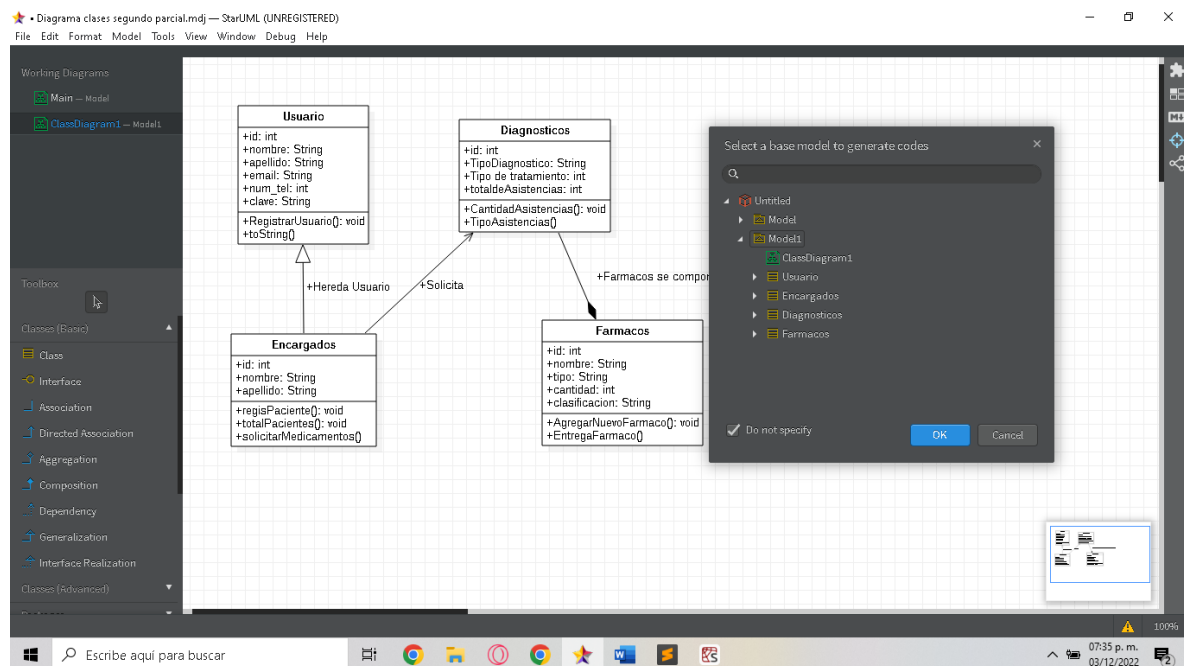 • Diagrama clases segundo parcial.mdj — StarUML (UNREGISTERED)
File Edit Format Model Tools View Window Debug Help
Working Diagrams
Main — Model
ClassDiagram1 — Model1
Toolbox
Classes (Basic)
Class
Interface
Association
Directed Association
Aggregation
Composition
Dependency
Generalization
Interface Realization
Classes (Advanced)
Usuario
+id: int
+nombre: String
+apellido: String
+email: String
+num_tel: int
+clave: String
+RegistrarUsuario(): void
+toString()
Diagnosticos
+id: int
+TipoDiagnostico: String
+Tipo de tratamiento: int
+totaldeAsistencias: int
+CantidadAsistencias(): void
+TipoAsistencias()
+Hereda Usuario
+Solicita
+Farmacos se compor
Encargados
+id: int
+nombre: String
+apellido: String
+regisPaciente(): void
+totalPacientes(): void
+solicitarMedicamentos()
Farmacos
+id: int
+nombre: String
+tipo: String
+cantidad: int
+clasificacion: String
+AgregarNuevoFarmaco(): void
+EntregaFarmaco()
Select a base model to generate codes
Untitled
Model
Model1
ClassDiagram1
Usuario
Encargados
Diagnosticos
Farmacos
Do not specify
OK Cancel
100%
Escribe aquí para buscar
07:35 p. m.
03/12/2022